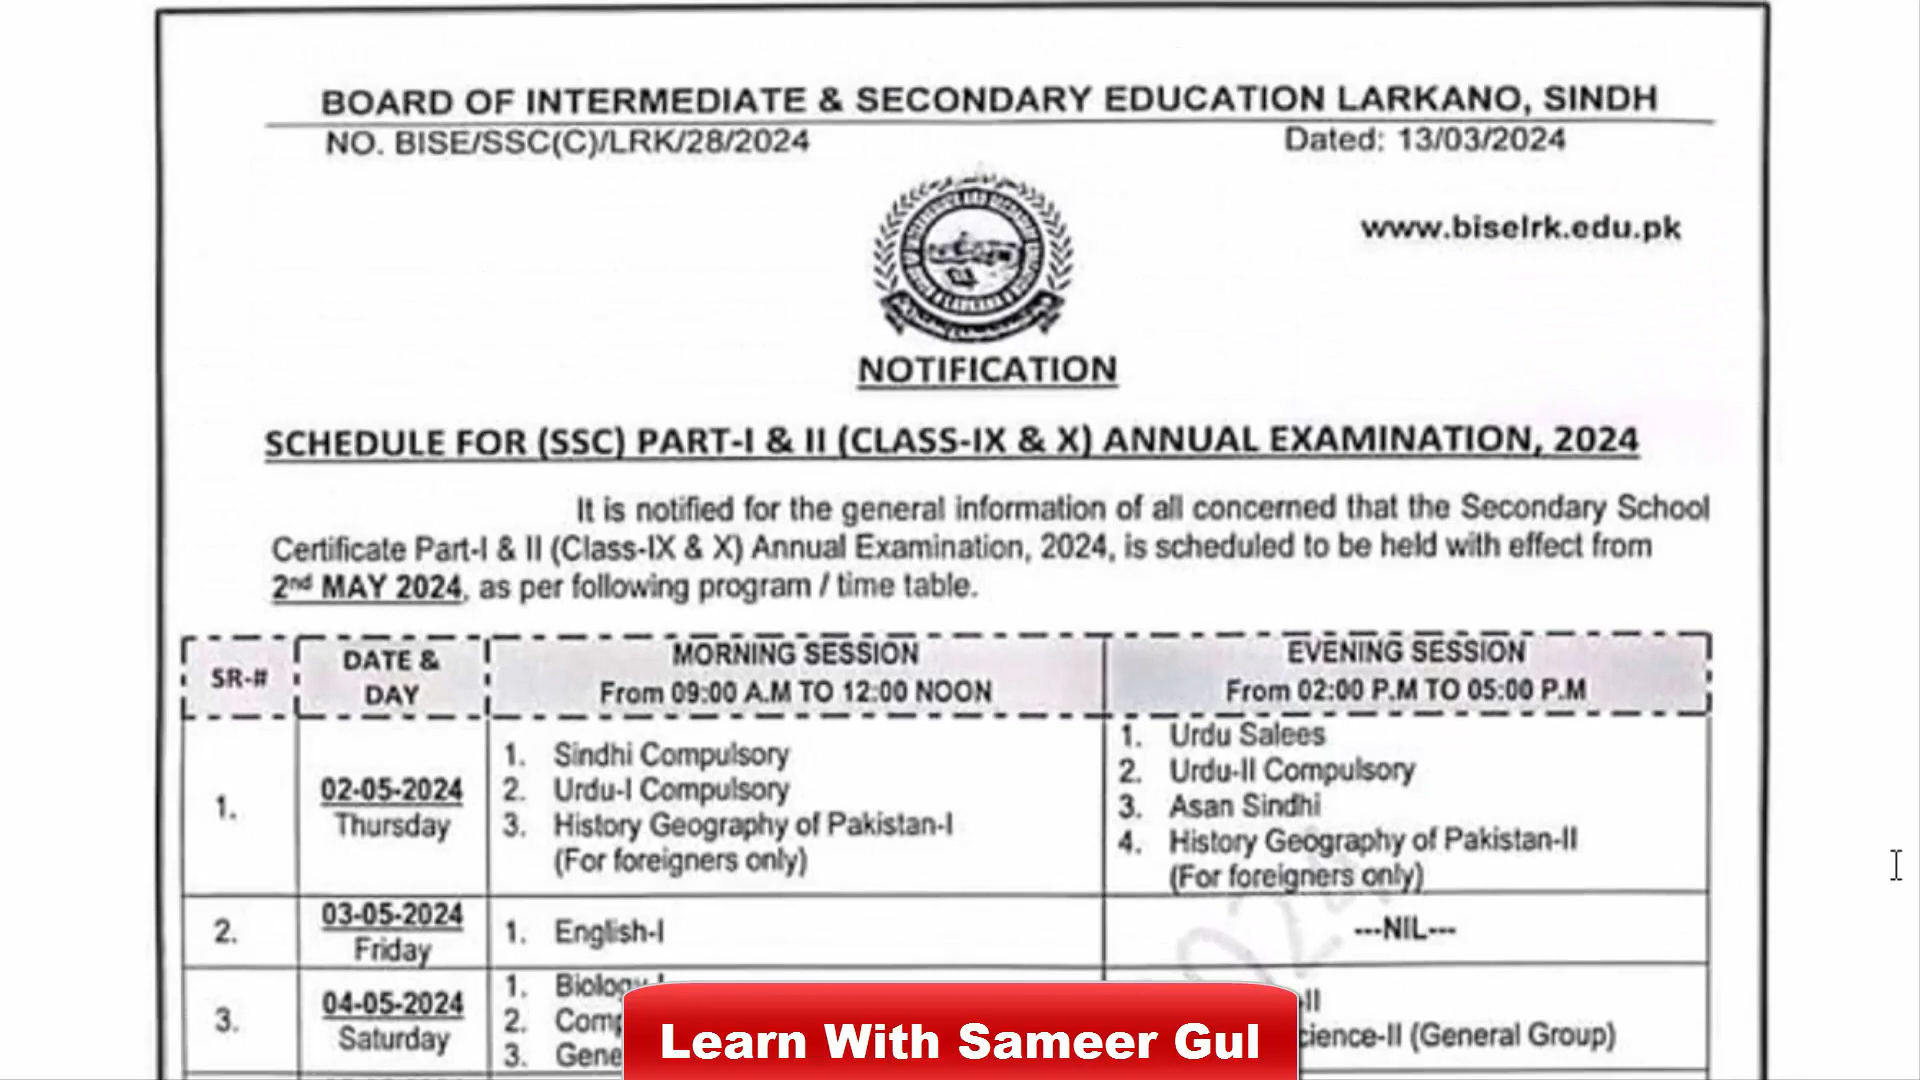 BOARD OF INTERMEDIATE & SECONDARY EDUCATION LARKANO, SINDH
NO. BISE/SSC(C)/LRK/28/2024 Dated: 13/03/2024
www.biselrk.edu.pk
NOTIFICATION
SCHEDULE FOR (SSC) PART-I & II (CLASS-IX & X) ANNUAL EXAMINATION, 2024
It is notified for the general information of all concerned that the Secondary School
Certificate Part-I & II (Class-IX & X) Annual Examination, 2024, is scheduled to be held with effect from
2nd MAY 2024, as per following program / time table.
SR-#
DATE &
DAY
MORNING SESSION
From 09:00 A.M TO 12:00 NOON
EVENING SESSION
From 02:00 P.M TO 05:00 P.M
1.
02-05-2024
Thursday
1. Sindhi Compulsory
2. Urdu-I Compulsory
3. History Geography of Pakistan-I
(For foreigners only)
1. Urdu Salees
2. Urdu-II Compulsory
3. Asan Sindhi
4. History Geography of Pakistan-II
(For foreigners only)
2.
03-05-2024
Friday
1. English-I
---NIL---
3.
04-05-2024
Saturday
1. Biology-I
2. Comp
3. Gene
-II
cience-II (General Group)
Learn With Sameer Gul